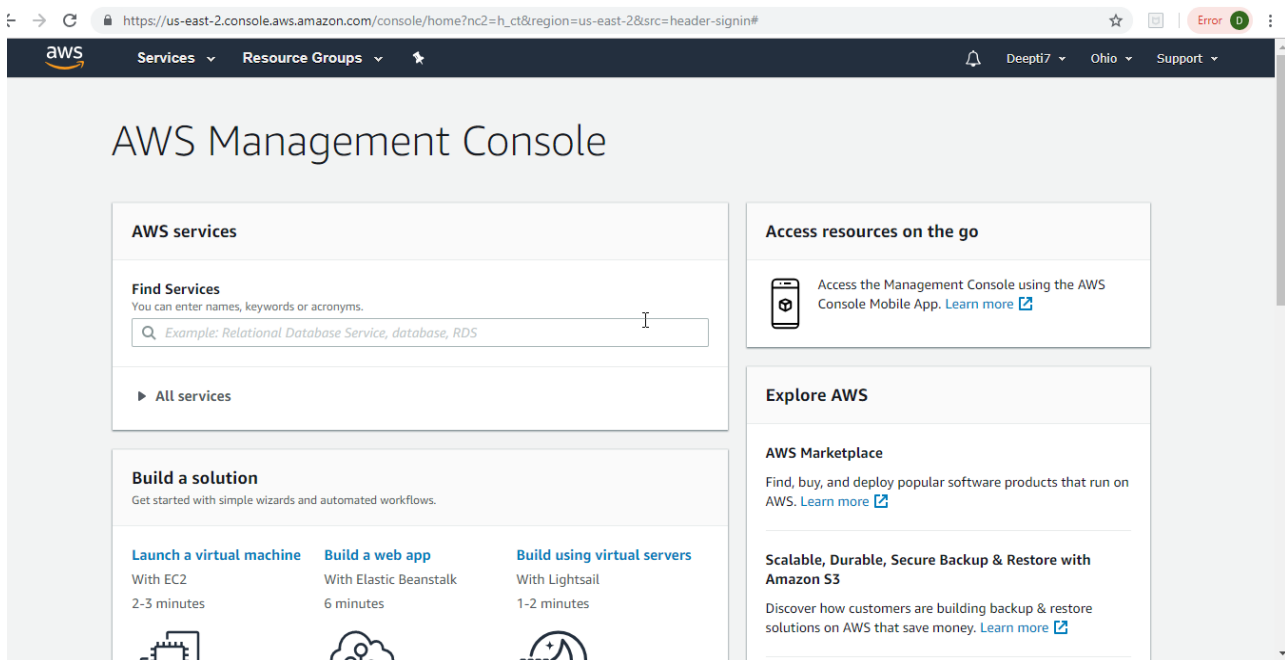 https://us-east-2.console.aws.amazon.com/console/home?nc2=h_ct&region=us-east-2&src=header-signin#
Error D
aws Services Resource Groups Deepti7 Ohio Support
AWS Management Console
AWS services
Find Services
You can enter names, keywords or acronyms.
Example: Relational Database Service, database, RDS
All services
Build a solution
Get started with simple wizards and automated workflows.
Launch a virtual machine
With EC2
2-3 minutes
Build a web app
With Elastic Beanstalk
6 minutes
Build using virtual servers
With Lightsail
1-2 minutes
Access resources on the go
Access the Management Console using the AWS
Console Mobile App. Learn more
Explore AWS
AWS Marketplace
Find, buy, and deploy popular software products that run on
AWS. Learn more
Scalable, Durable, Secure Backup & Restore with
Amazon S3
Discover how customers are building backup & restore
solutions on AWS that save money. Learn more